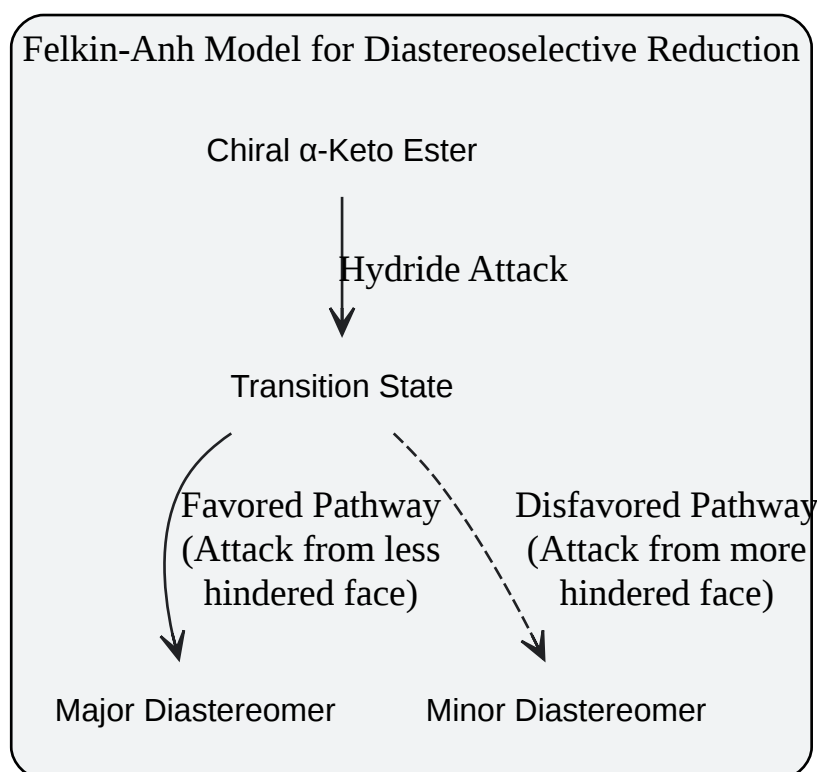 Felkin-Anh Model for Diastereoselective Reduction
Chiral α-Keto Ester
Hydride Attack
Transition State
Favored Pathway
(Attack from less
hindered face)
Disfavored Pathway
(Attack from more
hindered face)
Major Diastereomer
Minor Diastereomer